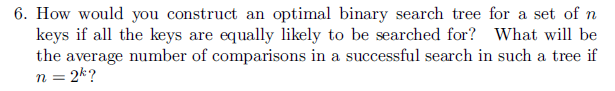 6. How would you construct an optimal binary search tree for a set of n
keys if all the keys are equally likely to be searched for? What will be
the average number of comparisons in a successful search in such a tree if
n = 2^k?